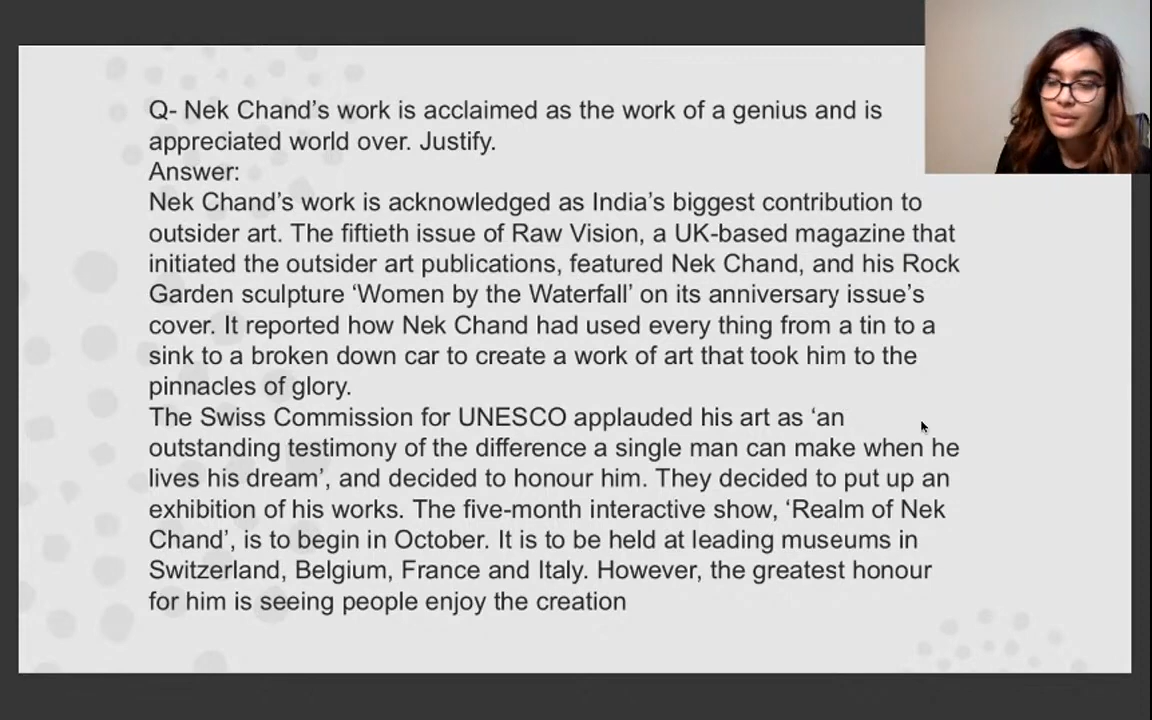 Q- Nek Chand's work is acclaimed as the work of a genius and is
appreciated world over. Justify.
Answer:
Nek Chand's work is acknowledged as India's biggest contribution to
outsider art. The fiftieth issue of Raw Vision, a UK-based magazine that
initiated the outsider art publications, featured Nek Chand, and his Rock
Garden sculpture ‘Women by the Waterfall’ on its anniversary issue's
cover. It reported how Nek Chand had used every thing from a tin to a
sink to a broken down car to create a work of art that took him to the
pinnacles of glory.
The Swiss Commission for UNESCO applauded his art as ‘an
outstanding testimony of the difference a single man can make when he
lives his dream’, and decided to honour him. They decided to put up an
exhibition of his works. The five-month interactive show, ‘Realm of Nek
Chand’, is to begin in October. It is to be held at leading museums in
Switzerland, Belgium, France and Italy. However, the greatest honour
for him is seeing people enjoy the creation